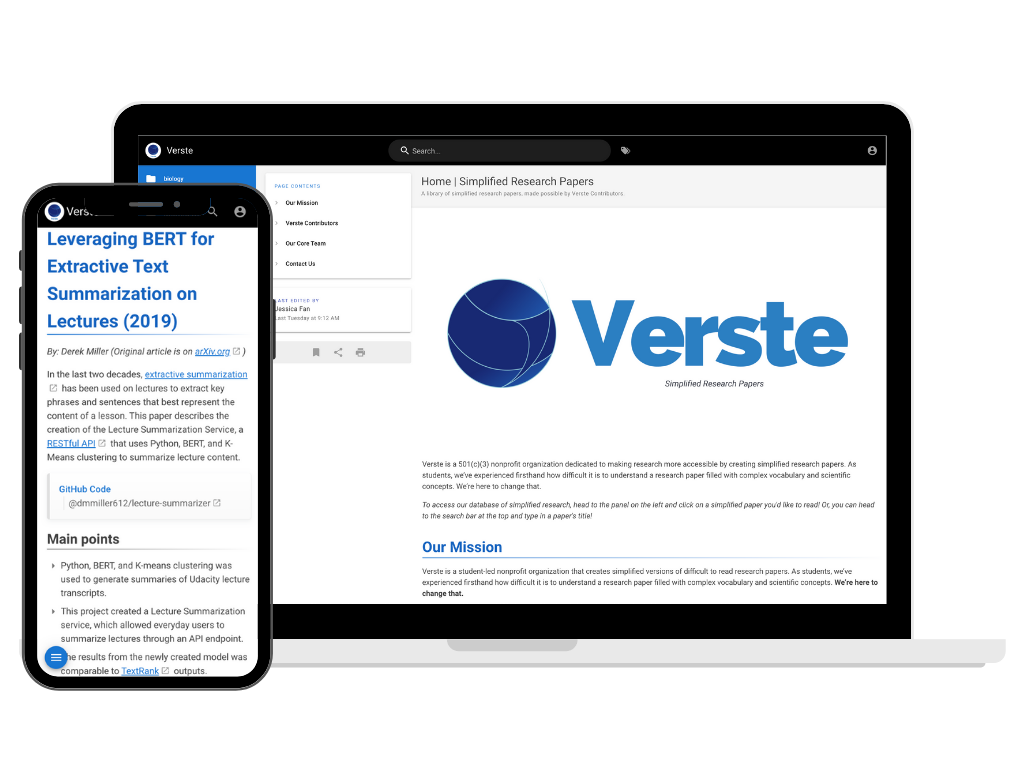 Verste
Search...
biology
PAGE CONTENTS
Our Mission
Verste Contributors
Our Core Team
Contact Us
LAST EDITED BY
Jessica Fan
Last Tuesday at 9:12 AM
Home | Simplified Research Papers
A library of simplified research papers, made possible by Verste Contributors.
Verste
Simplified Research Papers
Verste is a 501(c)(3) nonprofit organization dedicated to making research more accessible by creating simplified research papers. As
students, we've experienced firsthand how difficult it is to understand a research paper filled with complex vocabulary and scientific
concepts. We're here to change that.
To access our database of simplified research, head to the panel on the left and click on a simplified paper you'd like to read! Or, you can head
to the search bar at the top and type in a paper's title!
Our Mission
Verste is a student-led nonprofit organization that creates simplified versions of difficult to read research papers. As students, we've
experienced firsthand how difficult it is to understand a research paper filled with complex vocabulary and scientific concepts. We're here to
change that.
Verste
Leveraging BERT for
Extractive Text
Summarization on
Lectures (2019)
By: Derek Miller (Original article is on arXiv.org )
In the last two decades, extractive summarization
has been used on lectures to extract key
phrases and sentences that best represent the
content of a lesson. This paper describes the
creation of the Lecture Summarization Service, a
RESTful API that uses Python, BERT, and K-
Means clustering to summarize lecture content.
GitHub Code
@dmmiller612/lecture-summarizer
Main points
Python, BERT, and K-means clustering was
used to generate summaries of Udacity lecture
transcripts.
This project created a Lecture Summarization
service, which allowed everyday users to
summarize lectures through an API endpoint.
The results from the newly created model was
comparable to TextRank outputs.